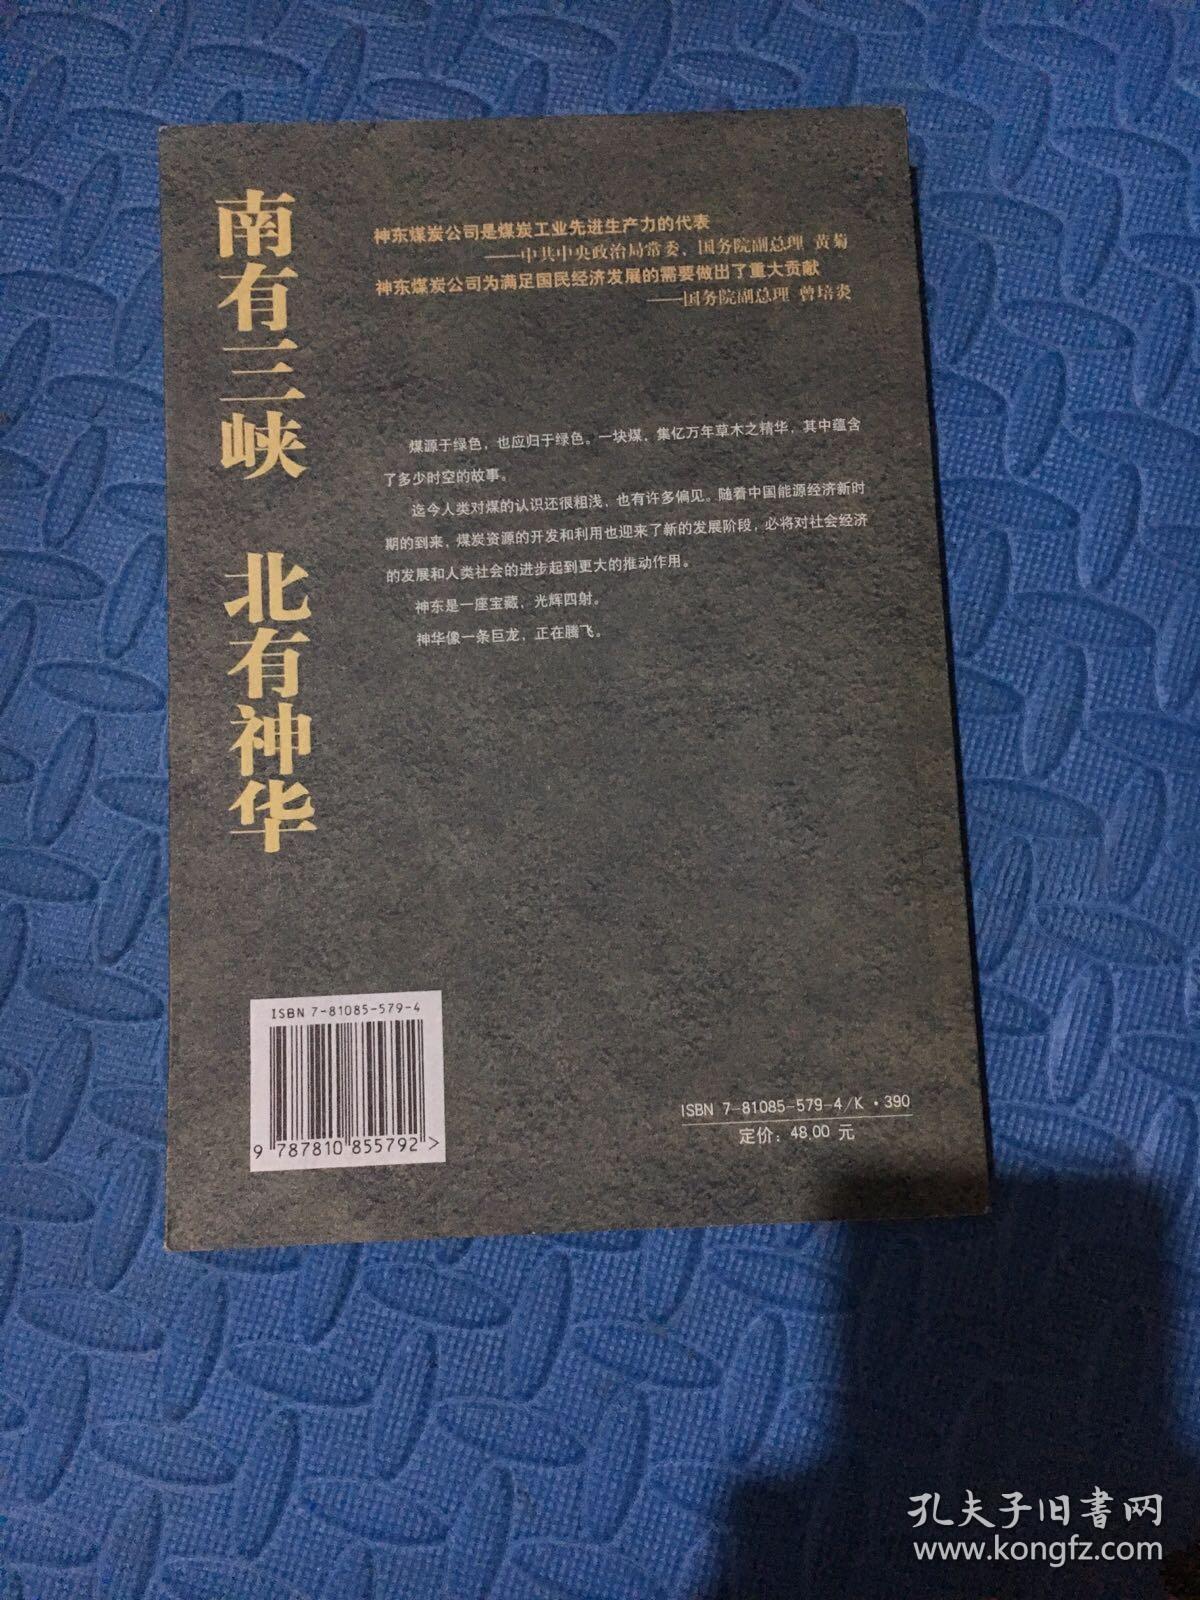 南有三峡 北有神华
神东煤炭公司是煤炭工业先进生产力的代表
——中共中央政治局常委、国务院副总理 黄菊
神东煤炭公司为满足国民经济发展的需要做出了重大贡献
——国务院副总理 曾培炎
煤源于绿色，也应归于绿色。一块煤，集亿万年草木之精华，其中蕴含
了多少时空的故事。
迄今人类对煤的认识还很粗浅，也有许多偏见。随着中国能源经济新时
期的到来，煤炭资源的开发和利用也迎来了新的发展阶段，必将对社会经济
的发展和人类社会的进步起到更大的推动作用。
神东是一座宝藏，光辉四射。
神华像一条巨龙，正在腾飞。
ISBN 7-81085-579-4
9 787810 855792 >
ISBN 7-81085-579-4/K·390
定价：48.00 元
孔夫子旧書网
www.kongfz.com